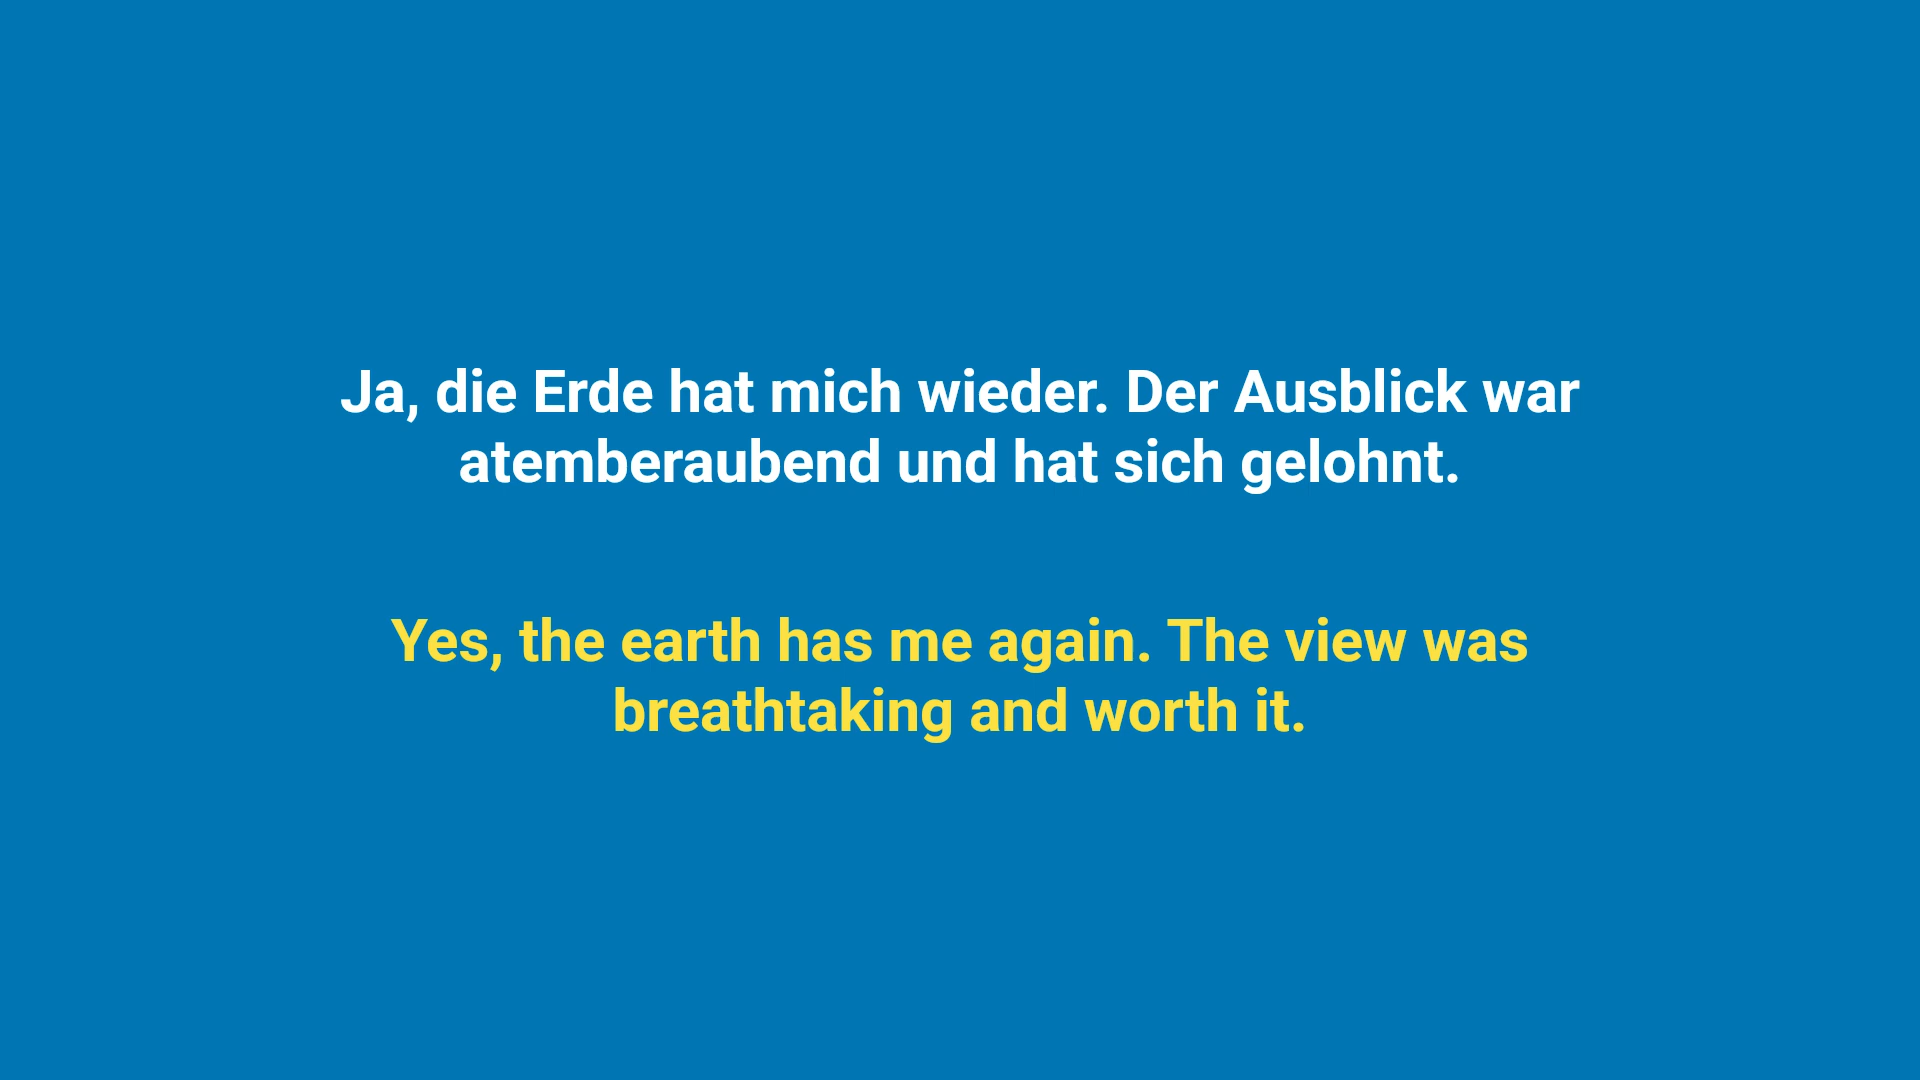 Ja, die Erde hat mich wieder. Der Ausblick war
atemberaubend und hat sich gelohnt.
Yes, the earth has me again. The view was
breathtaking and worth it.